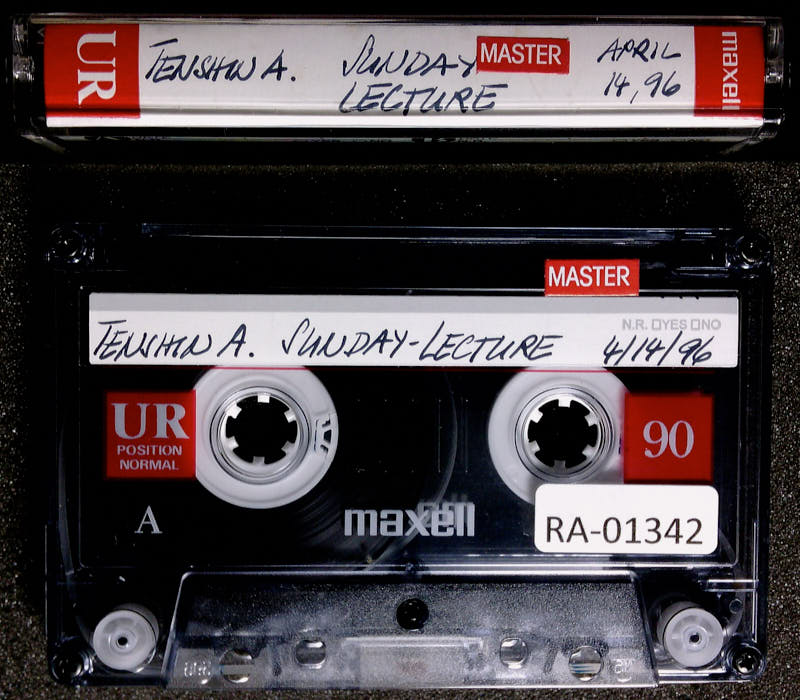 UR
TENSHIN A.
SUNDAY
LECTURE
MASTER
APRIL
14, 96
maxell
MASTER
N.R. □YES □NO
TENSHIN A. SUNDAY-LECTURE 4/14/96
UR
POSITION
NORMAL
90
A
maxell
RA-01342